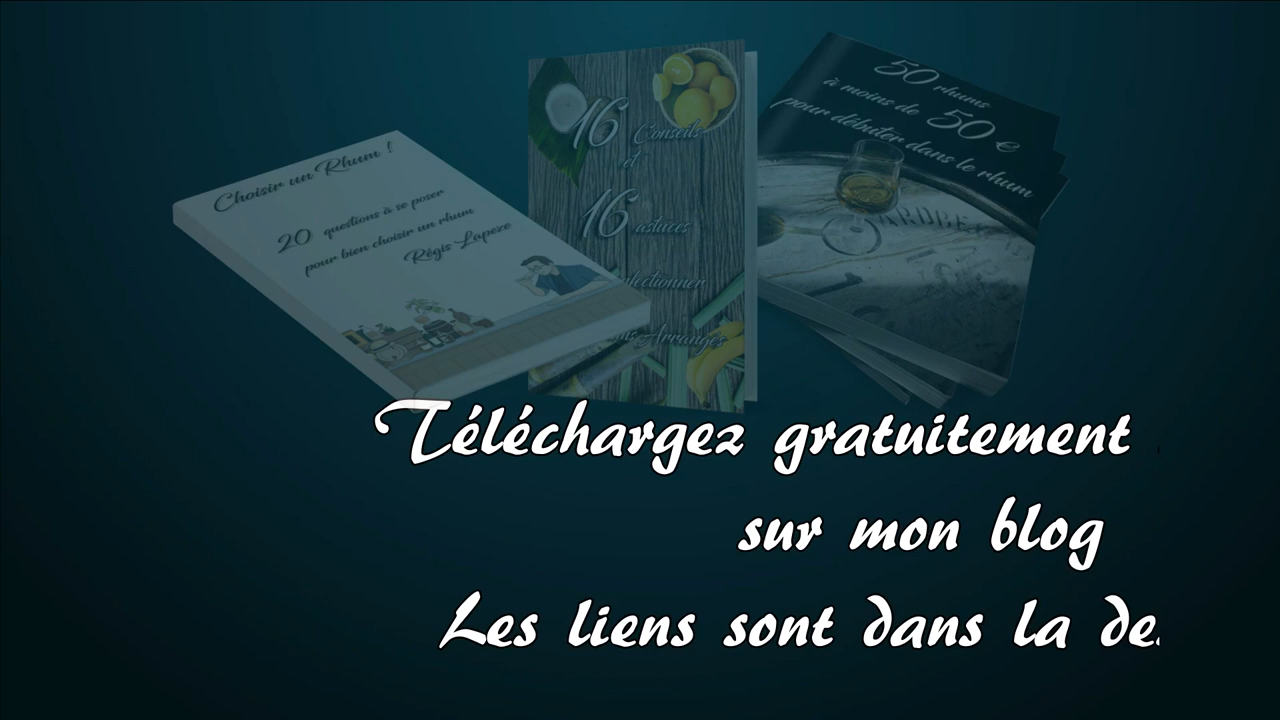 Choisir un Rhum !
20 questions à se poser
pour bien choisir un rhum
Régis Lapeze
16 Conseils
et
16 astuces
50 rhums
à moins de 50 €
pour débuter dans le rhum
Téléchargez gratuitement
sur mon blog
Les liens sont dans la